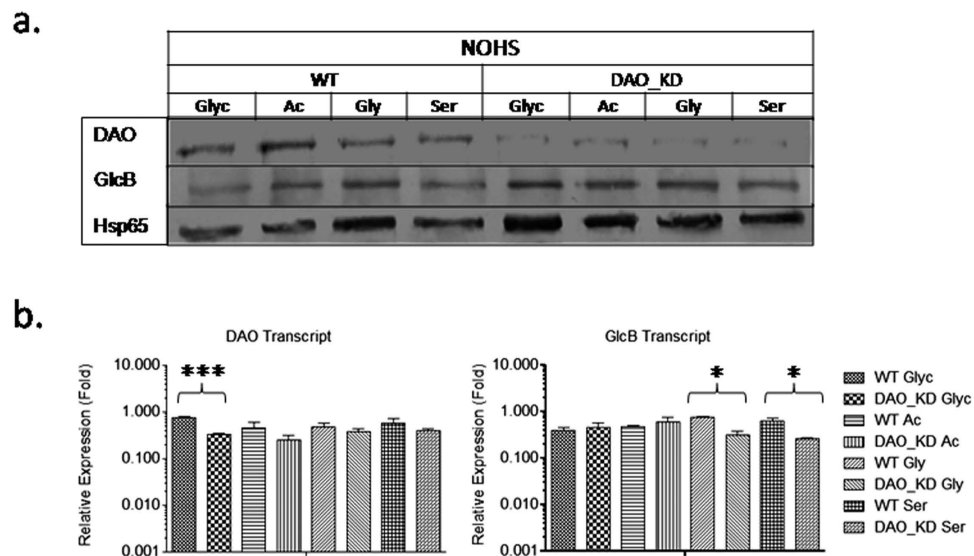 a.
NOHS
WT DAO_KD
Glyc Ac Gly Ser Glyc Ac Gly Ser
DAO
GlcB
Hsp65
b.
DAO Transcript
Relative Expression (Fold)
10.000
1.000
0.100
0.010
0.001
***
GlcB Transcript
Relative Expression (Fold)
10.000
1.000
0.100
0.010
0.001
*
*
WT Glyc
DAO_KD Glyc
WT Ac
DAO_KD Ac
WT Gly
DAO_KD Gly
WT Ser
DAO_KD Ser